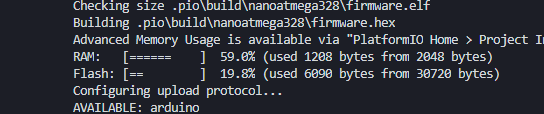 Checking size .pio\build\nanoatmega328\firmware.elf
Building .pio\build\nanoatmega328\firmware.hex
Advanced Memory Usage is available via "PlatformIO Home > Project In
RAM:   [======    ]  59.0% (used 1208 bytes from 2048 bytes)
Flash: [==        ]  19.8% (used 6090 bytes from 30720 bytes)
Configuring upload protocol...
AVAILABLE: arduino